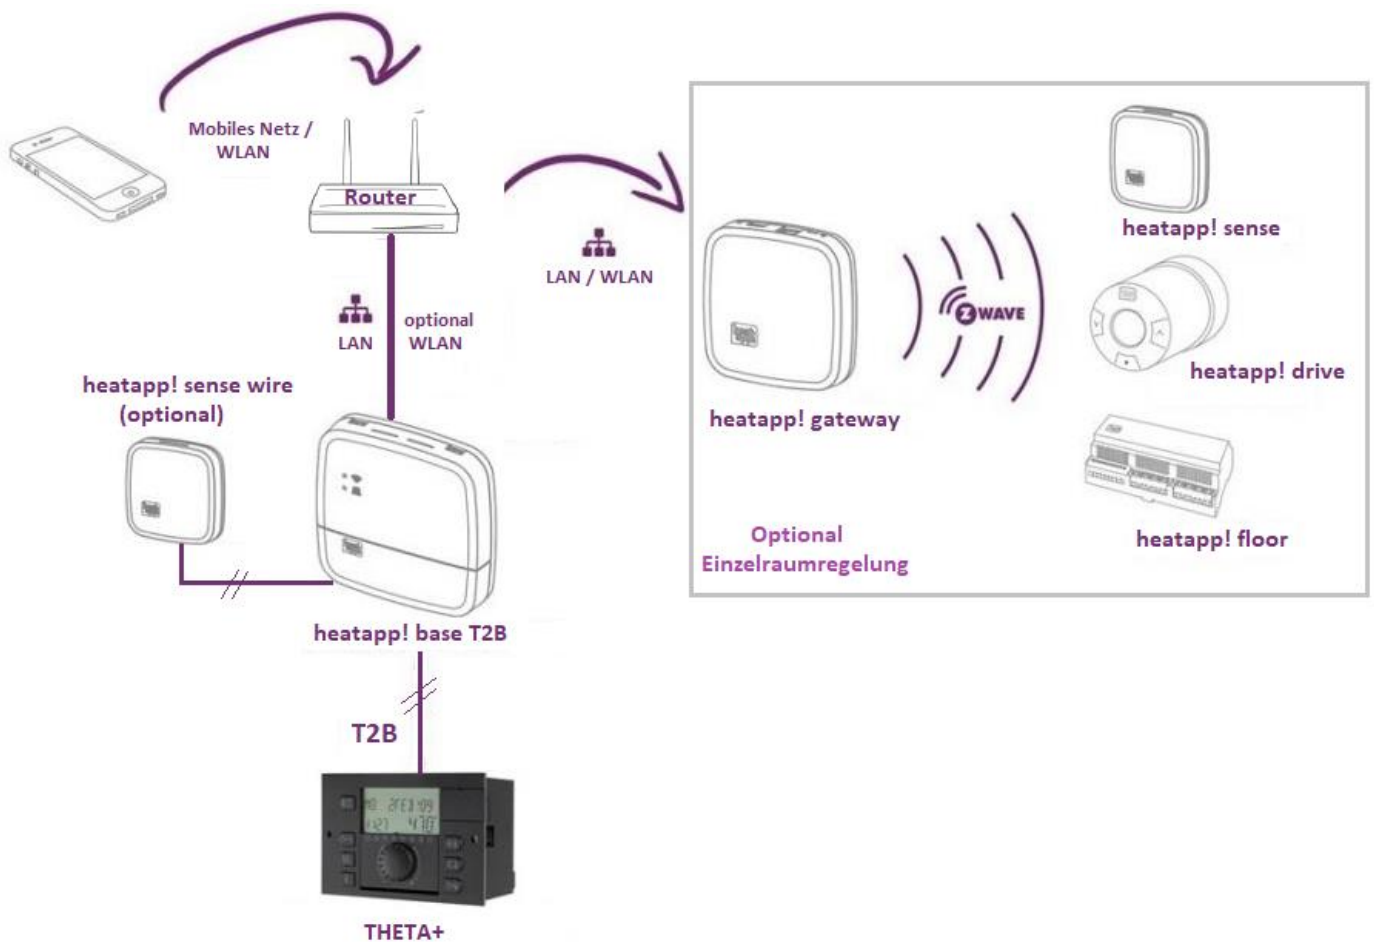 Mobiles Netz /
WLAN
Router
LAN
optional
WLAN
LAN / WLAN
heatapp! sense wire
(optional)
heatapp! base T2B
T2B
THETA+
heatapp! gateway
Z WAVE
heatapp! sense
heatapp! drive
heatapp! floor
Optional
Einzelraumregelung